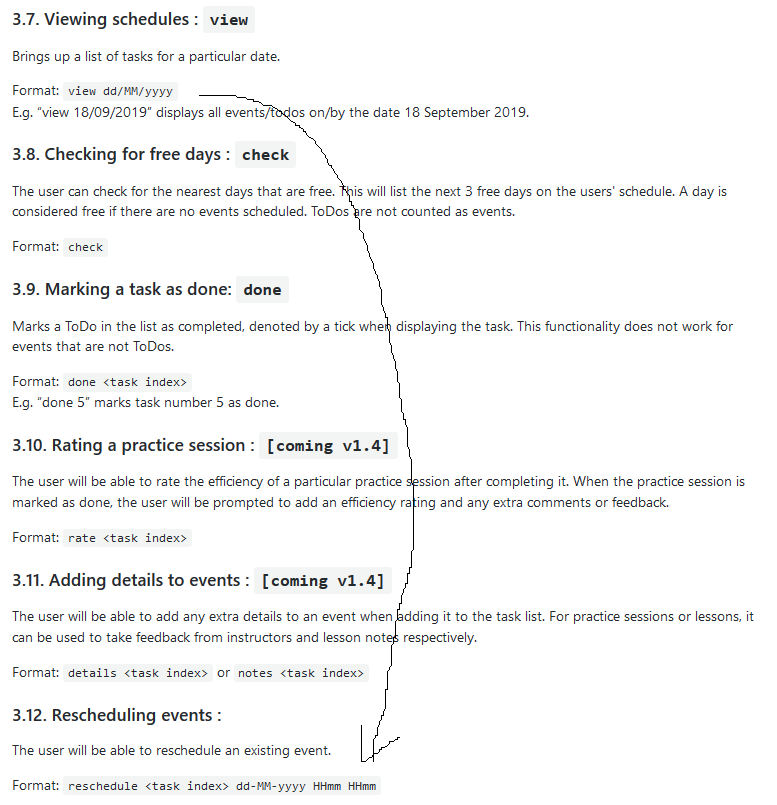 3.7. Viewing schedules : view
Brings up a list of tasks for a particular date.
Format: view dd/MM/yyyy
E.g. “view 18/09/2019” displays all events/todos on/by the date 18 September 2019.
3.8. Checking for free days : check
The user can check for the nearest days that are free. This will list the next 3 free days on the users' schedule. A day is
considered free if there are no events scheduled. ToDos are not counted as events.
Format: check
3.9. Marking a task as done: done
Marks a ToDo in the list as completed, denoted by a tick when displaying the task. This functionality does not work for
events that are not ToDos.
Format: done <task index>
E.g. “done 5” marks task number 5 as done.
3.10. Rating a practice session : [coming v1.4]
The user will be able to rate the efficiency of a particular practice session after completing it. When the practice session is
marked as done, the user will be prompted to add an efficiency rating and any extra comments or feedback.
Format: rate <task index>
3.11. Adding details to events : [coming v1.4]
The user will be able to add any extra details to an event when adding it to the task list. For practice sessions or lessons, it
can be used to take feedback from instructors and lesson notes respectively.
Format: details <task index> or notes <task index>
3.12. Rescheduling events :
The user will be able to reschedule an existing event.
Format: reschedule <task index> dd-MM-yyyy HHmm HHmm